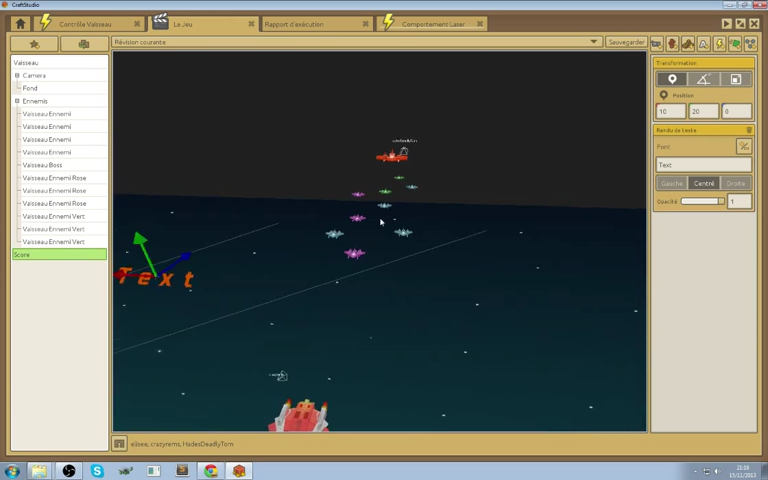 CraftStudio
Contrôle Vaisseau
Le Jeu
Rapport d'exécution
Comportement Laser
Révision courante
Sauvegarder
Vaisseau
Camera
Fond
Ennemis
Vaisseau Ennemi
Vaisseau Ennemi
Vaisseau Ennemi
Vaisseau Ennemi
Vaisseau Boss
Vaisseau Ennemi Rose
Vaisseau Ennemi Rose
Vaisseau Ennemi Rose
Vaisseau Ennemi Vert
Vaisseau Ennemi Vert
Vaisseau Ennemi Vert
Score
Text
Transformation
Position
10 20 0
Rendu de texte
Font
Text
Gauche Centré Droite
Opacité 1
elisee, crazyrems, HadesDeadlyTorn
15/12/2013